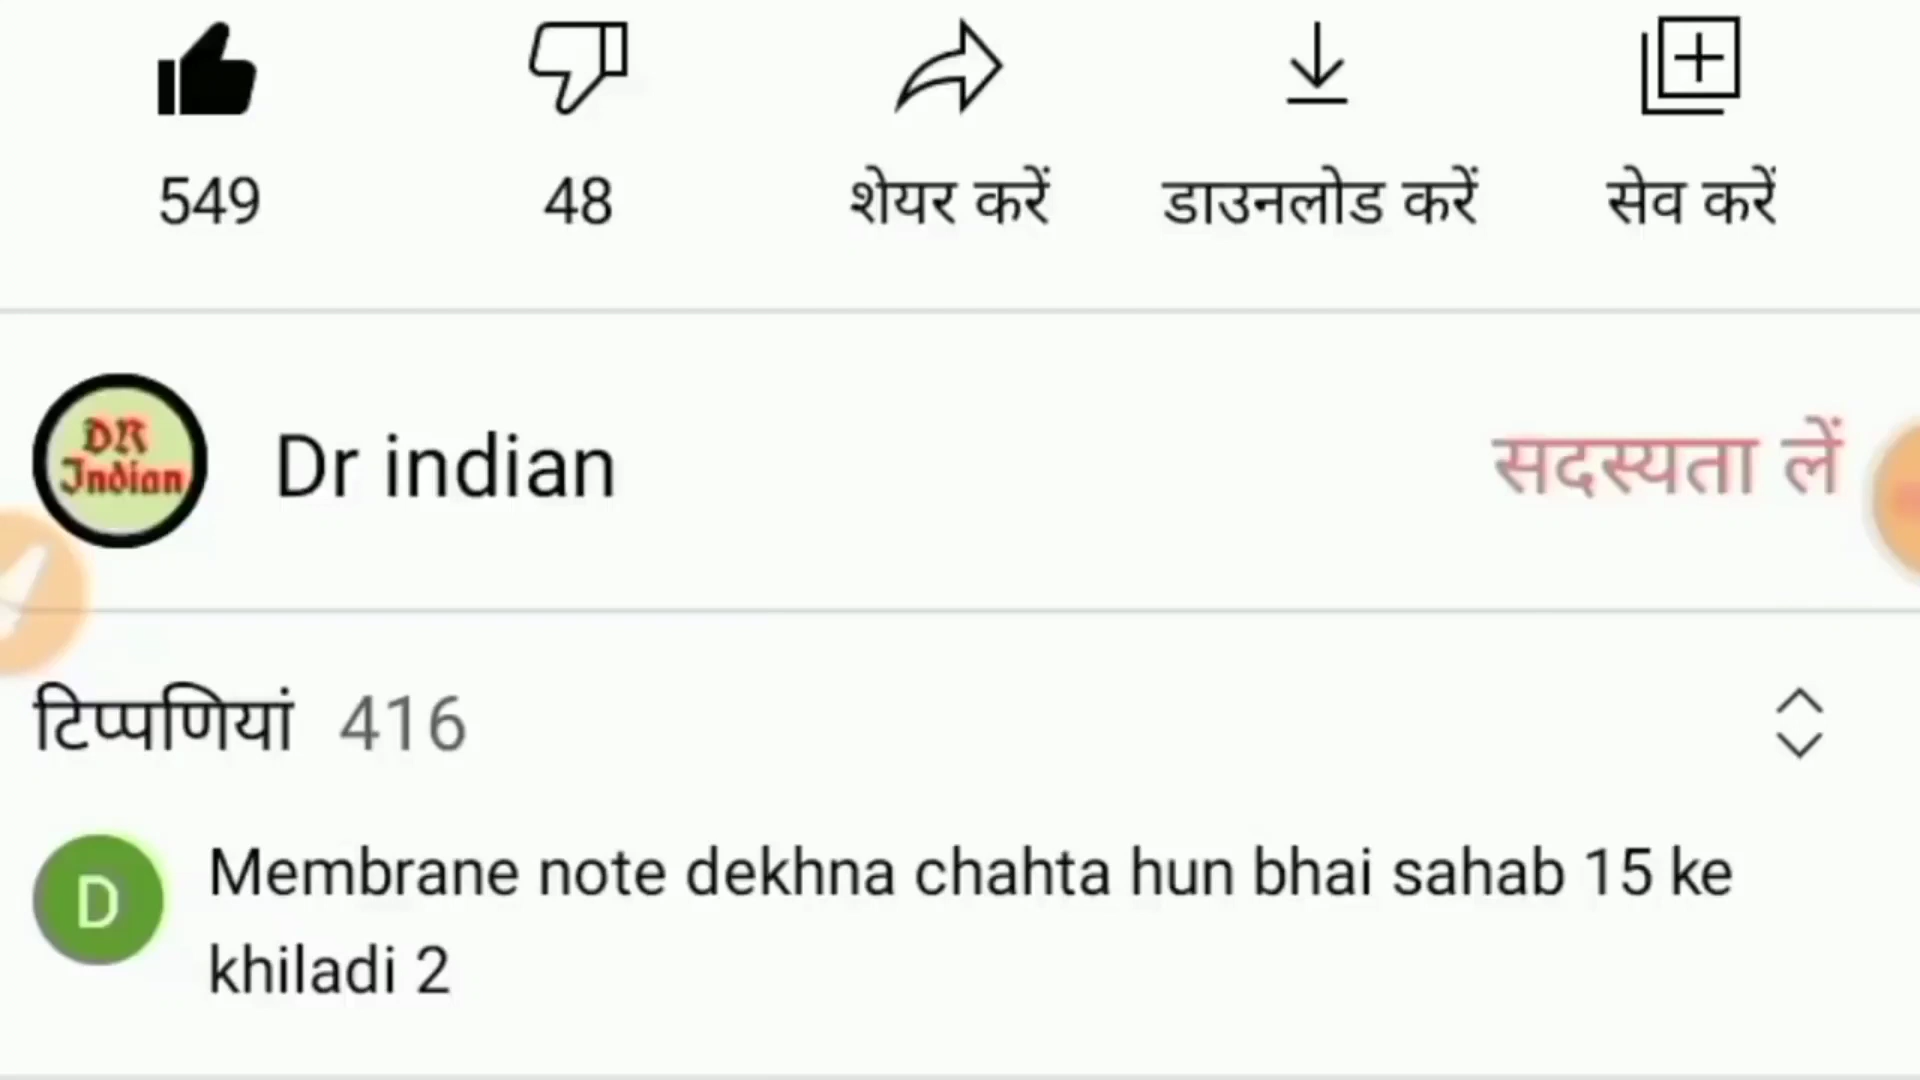 549
48
शेयर करें
डाउनलोड करें
सेव करें
DR
Indian
Dr indian
सदस्यता लें
टिप्पणियां 416
D
Membrane note dekhna chahta hun bhai sahab 15 ke
khiladi 2